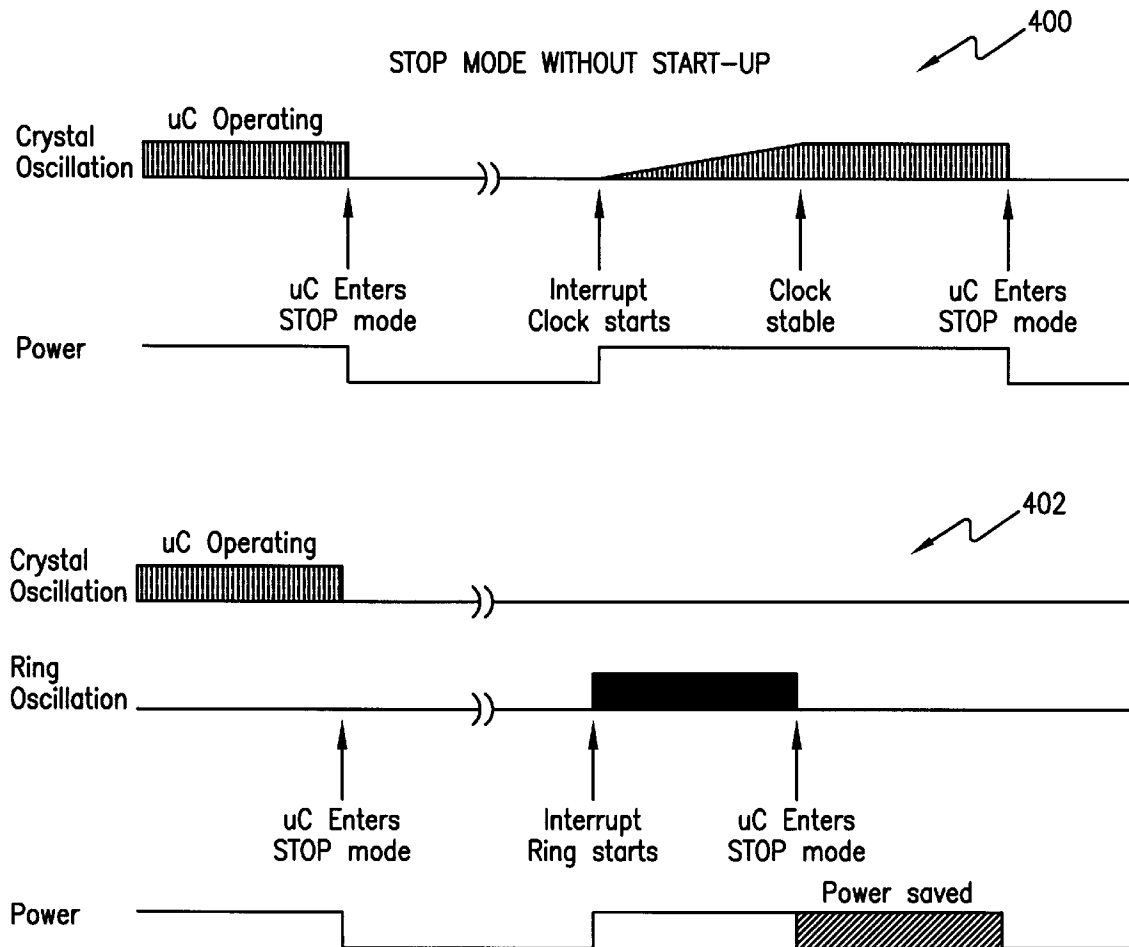 400
STOP MODE WITHOUT START-UP
uC Operating
Crystal
Oscillation
uC Enters
STOP mode
Interrupt
Clock starts
Clock
stable
uC Enters
STOP mode
Power
402
uC Operating
Crystal
Oscillation
Ring
Oscillation
uC Enters
STOP mode
Interrupt
Ring starts
uC Enters
STOP mode
Power saved
Power